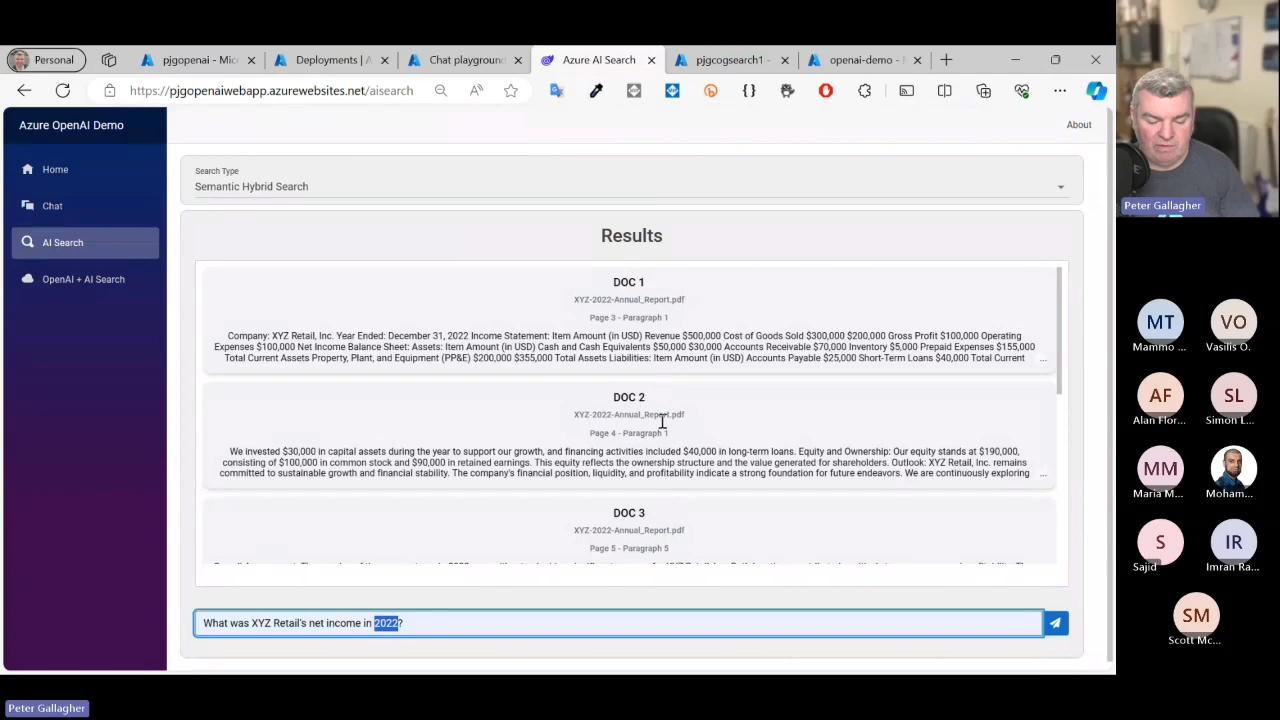 Personal
pjgopenai - Mic
Deployments | A
Chat playground
Azure AI Search
pjgcogsearch1 -
openai-demo - M
https://pjgopenaiwebapp.azurewebsites.net/aisearch
Azure OpenAI Demo
About
Home
Chat
AI Search
OpenAI + AI Search
Search Type
Semantic Hybrid Search
Results
DOC 1
XYZ-2022-Annual_Report.pdf
Page 3 - Paragraph 1
Company: XYZ Retail, Inc. Year Ended: December 31, 2022 Income Statement: Item Amount (in USD) Revenue $500,000 Cost of Goods Sold $300,000 $200,000 Gross Profit $100,000 Operating
Expenses $100,000 Net Income Balance Sheet: Assets: Item Amount (in USD) Cash and Cash Equivalents $50,000 $30,000 Accounts Receivable $70,000 Inventory $5,000 Prepaid Expenses $155,000
Total Current Assets Property, Plant, and Equipment (PP&E) $200,000 $355,000 Total Assets Liabilities: Item Amount (in USD) Accounts Payable $25,000 Short-Term Loans $40,000 Total Current ...
DOC 2
XYZ-2022-Annual_Report.pdf
Page 4 - Paragraph 1
We invested $30,000 in capital assets during the year to support our growth, and financing activities included $40,000 in long-term loans. Equity and Ownership: Our equity stands at $190,000,
consisting of $100,000 in common stock and $90,000 in retained earnings. This equity reflects the ownership structure and the value generated for shareholders. Outlook: XYZ Retail, Inc. remains
committed to sustainable growth and financial stability. The company's financial position, liquidity, and profitability indicate a strong foundation for future endeavors. We are continuously exploring ...
DOC 3
XYZ-2022-Annual_Report.pdf
Page 5 - Paragraph 5
What was XYZ Retail's net income in 2022?
Peter Gallagher
MT
Mammo ...
VO
Vasilis O.
AF
Alan Flor...
SL
Simon L...
MM
Maria M...
Moham...
S
Sajid
IR
Imran Ra...
SM
Scott Mc...
Peter Gallagher